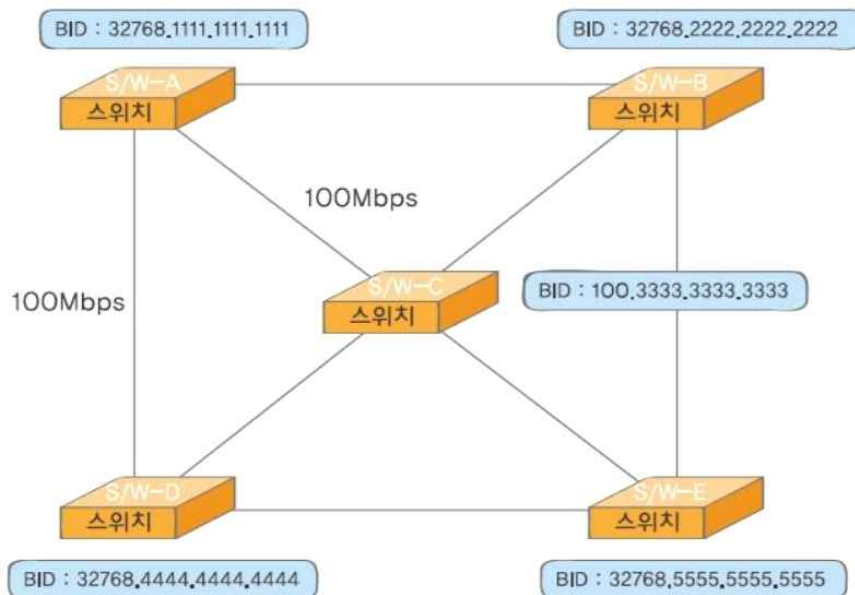 BID : 32768.1111.1111.1111
BID : 32768.2222.2222.2222
S/W-A
스위치
S/W-B
스위치
100Mbps
S/W-C
스위치
BID : 100.3333.3333.3333
100Mbps
S/W-D
스위치
S/W-E
스위치
BID : 32768.4444.4444.4444
BID : 32768.5555.5555.5555